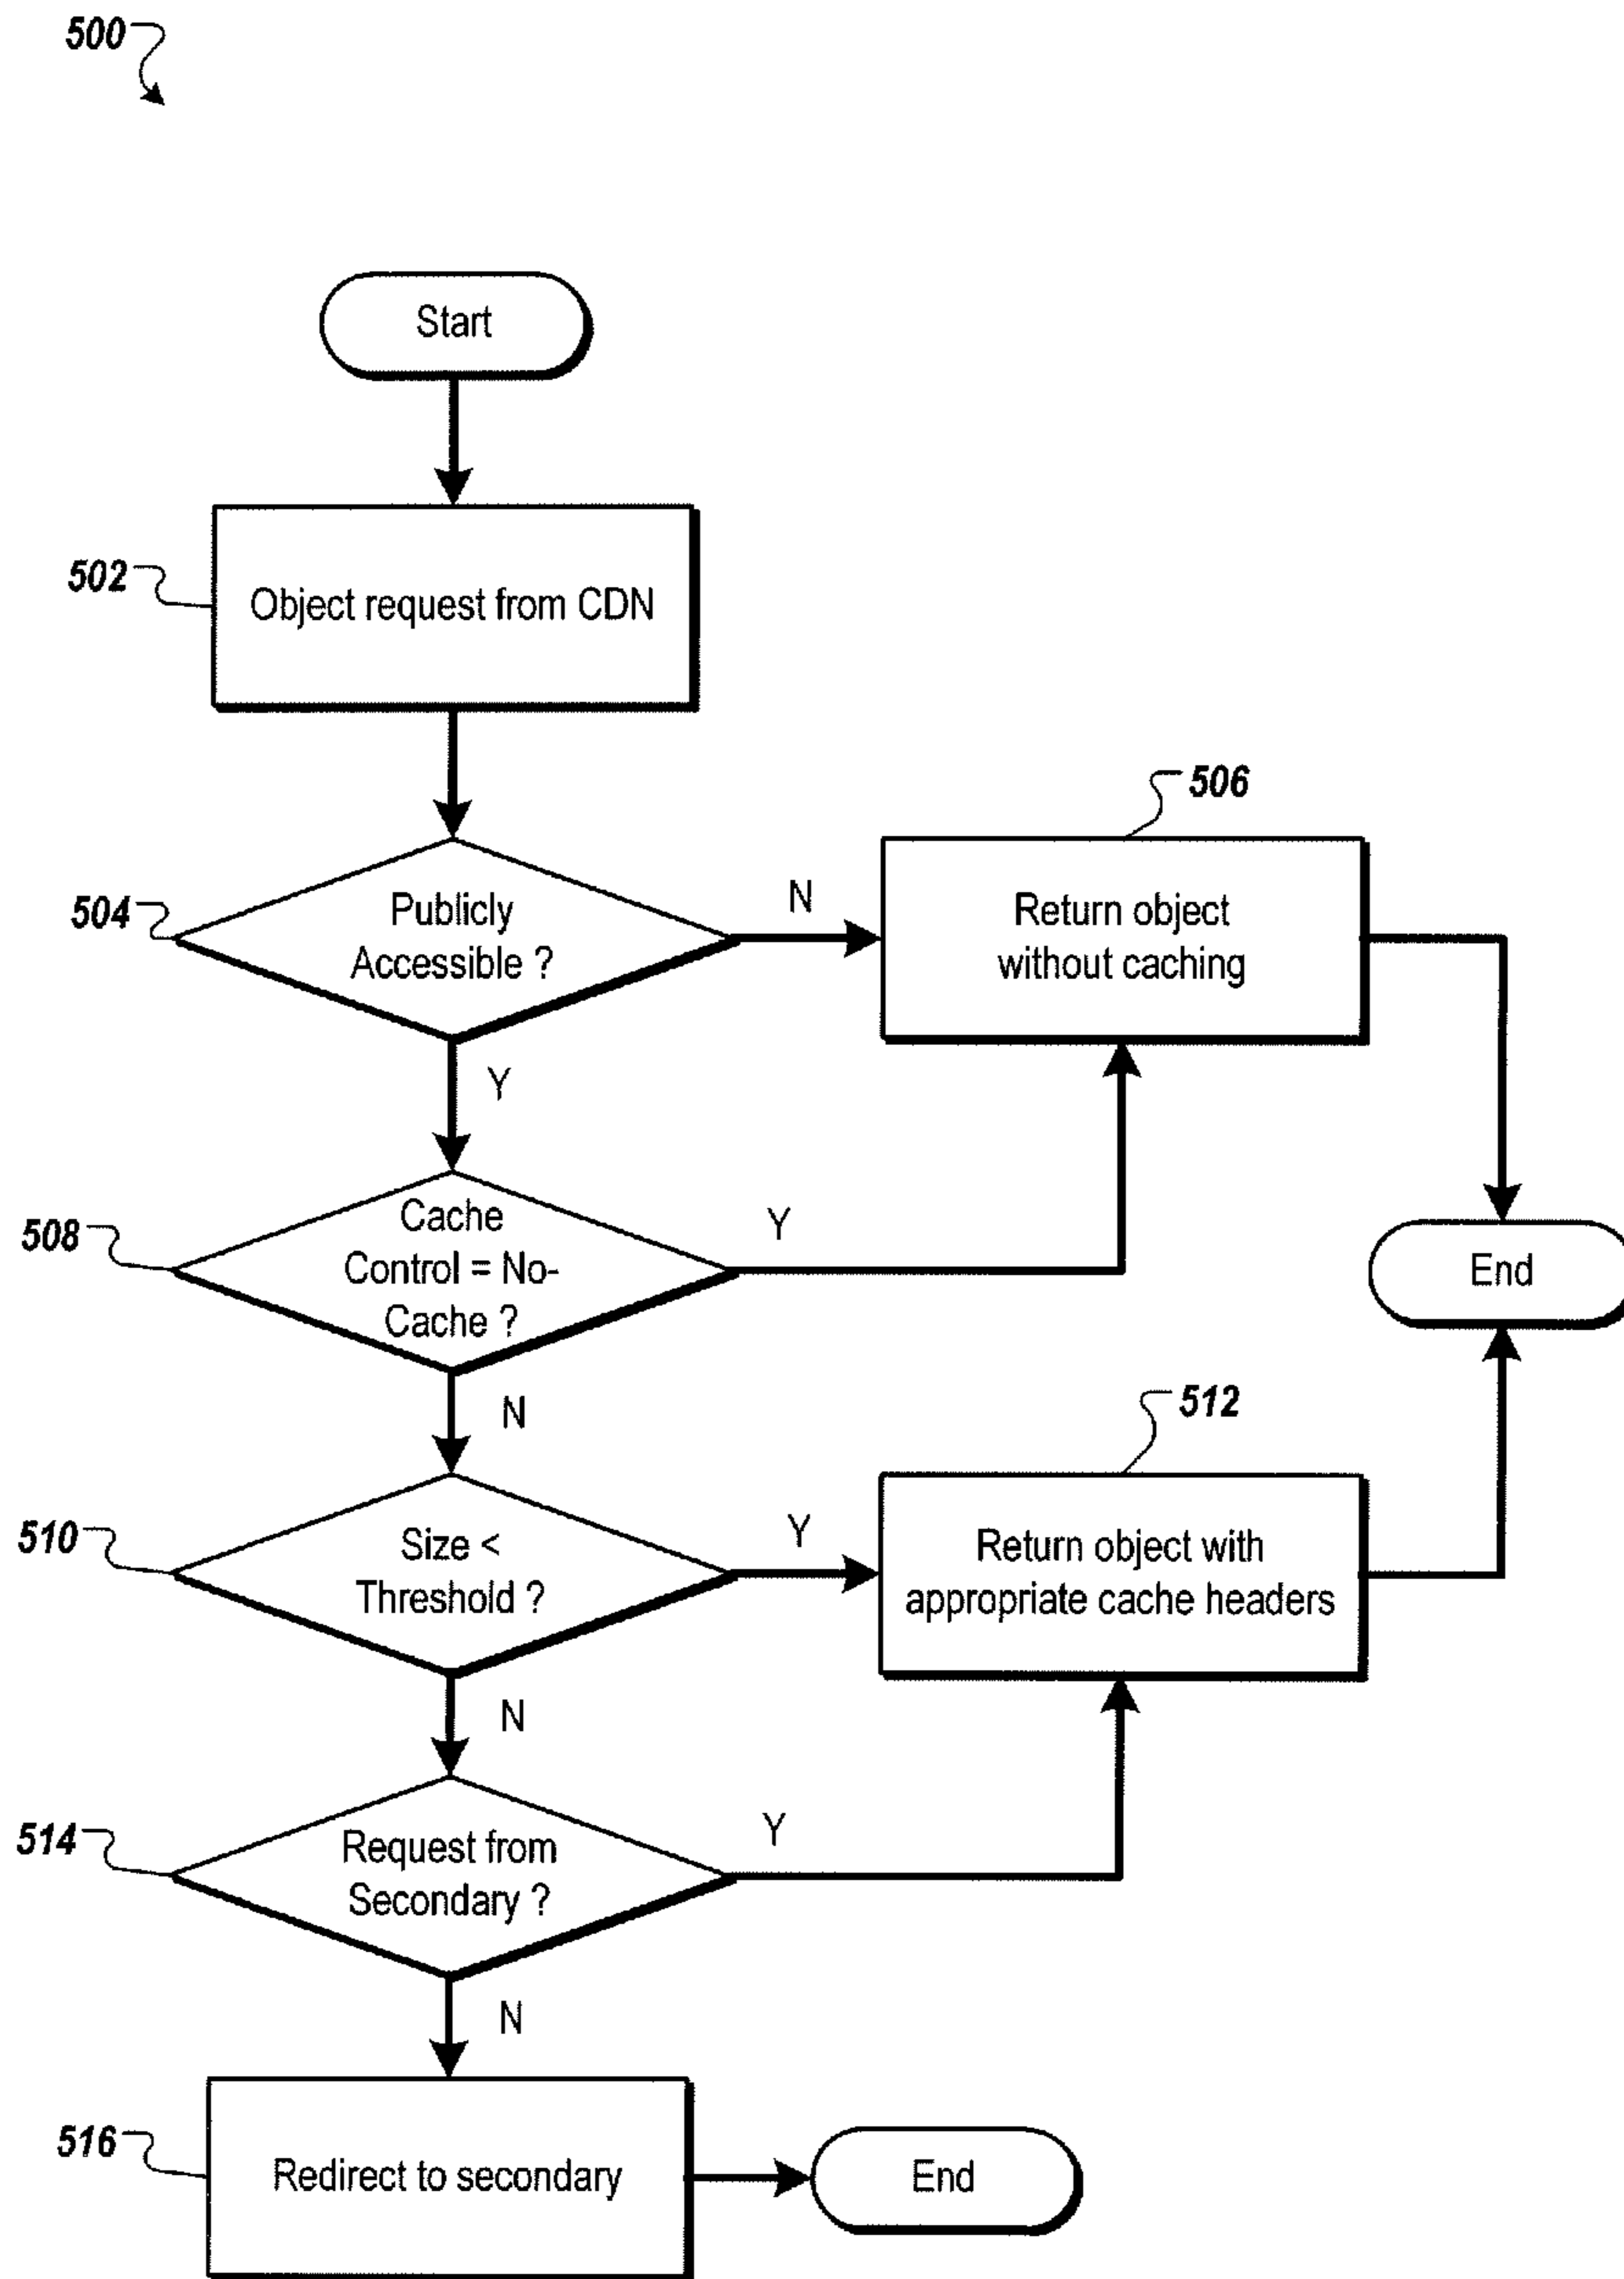 500
Start
502
Object request from CDN
506
504
Publicly
Accessible ?
N
Return object
without caching
Y
508
Cache
Control = No-
Cache ?
Y
End
N
512
510
Size <
Threshold ?
Y
Return object with
appropriate cache headers
N
514
Request from
Secondary ?
Y
N
516
Redirect to secondary
End